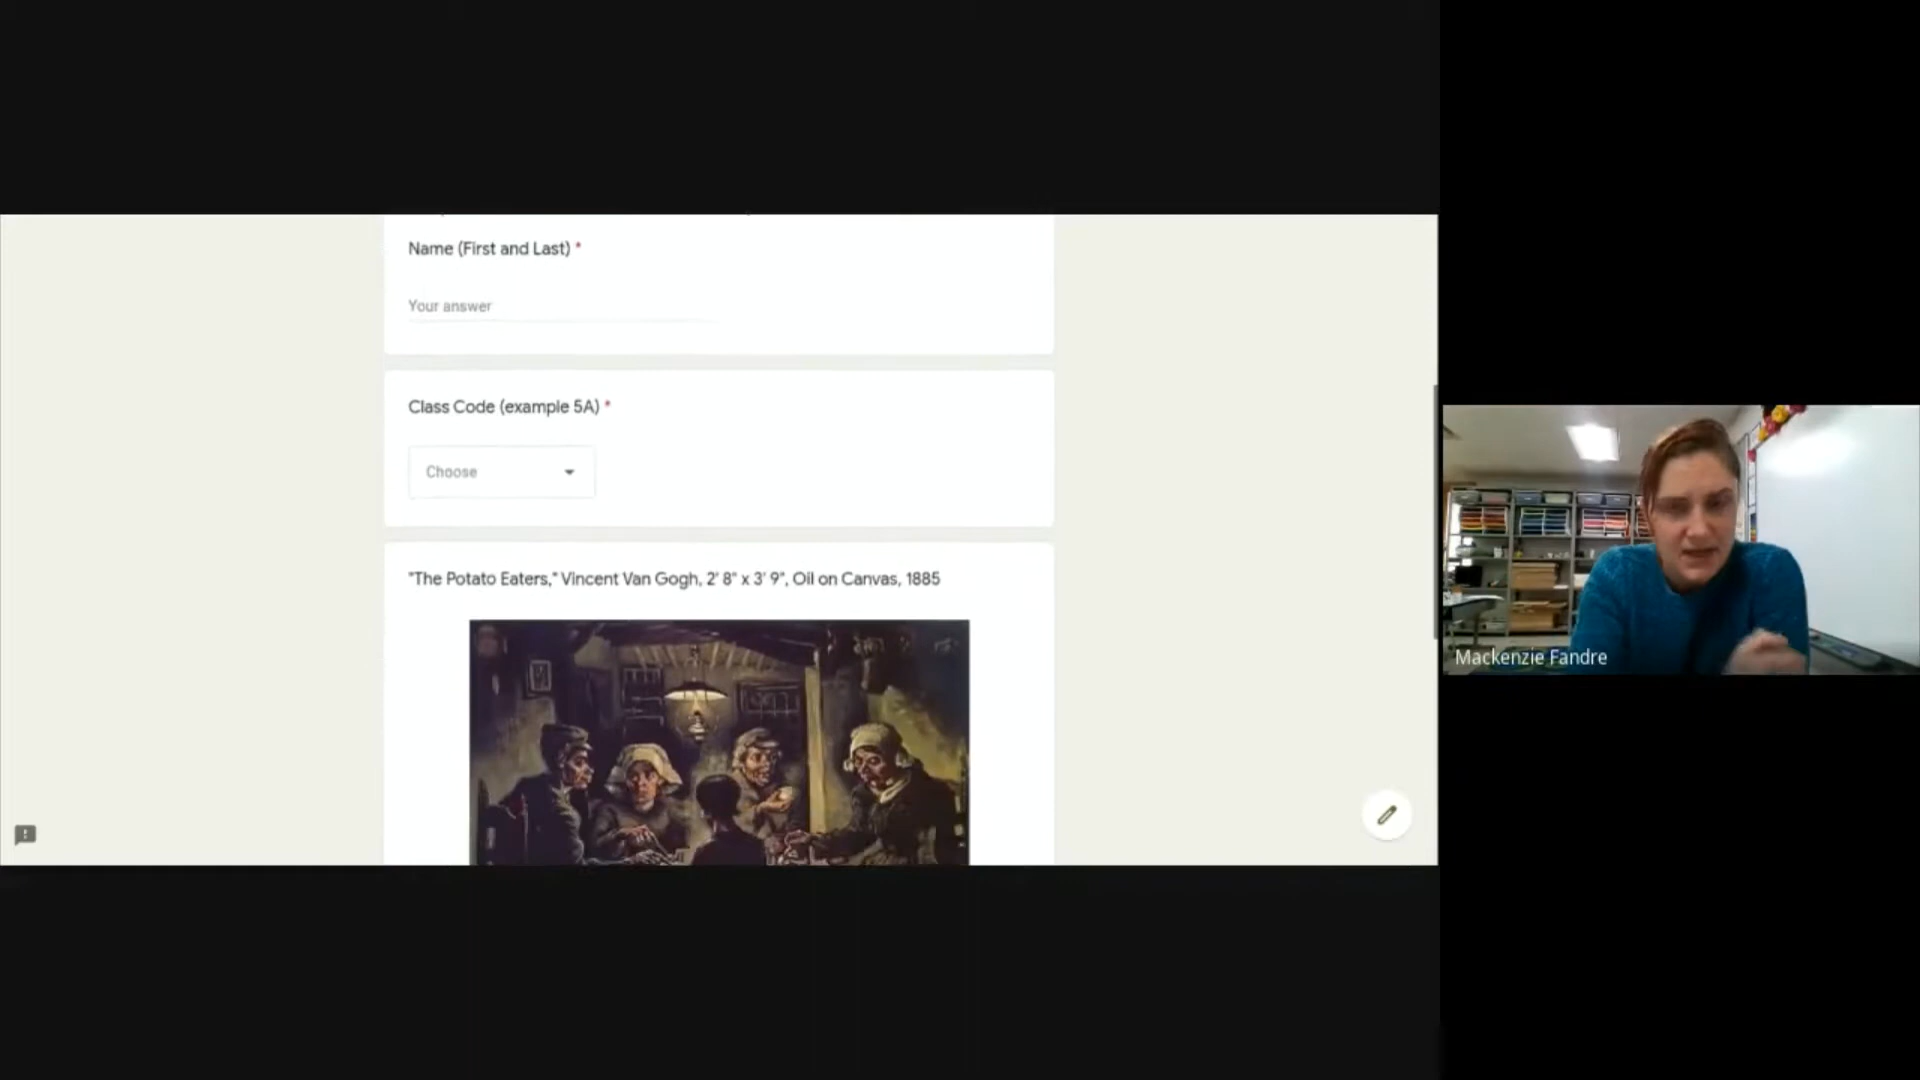 Name (First and Last) *
Your answer
Class Code (example 5A) *
Choose
"The Potato Eaters," Vincent Van Gogh, 2' 8" x 3' 9", Oil on Canvas, 1885
Mackenzie Fandre